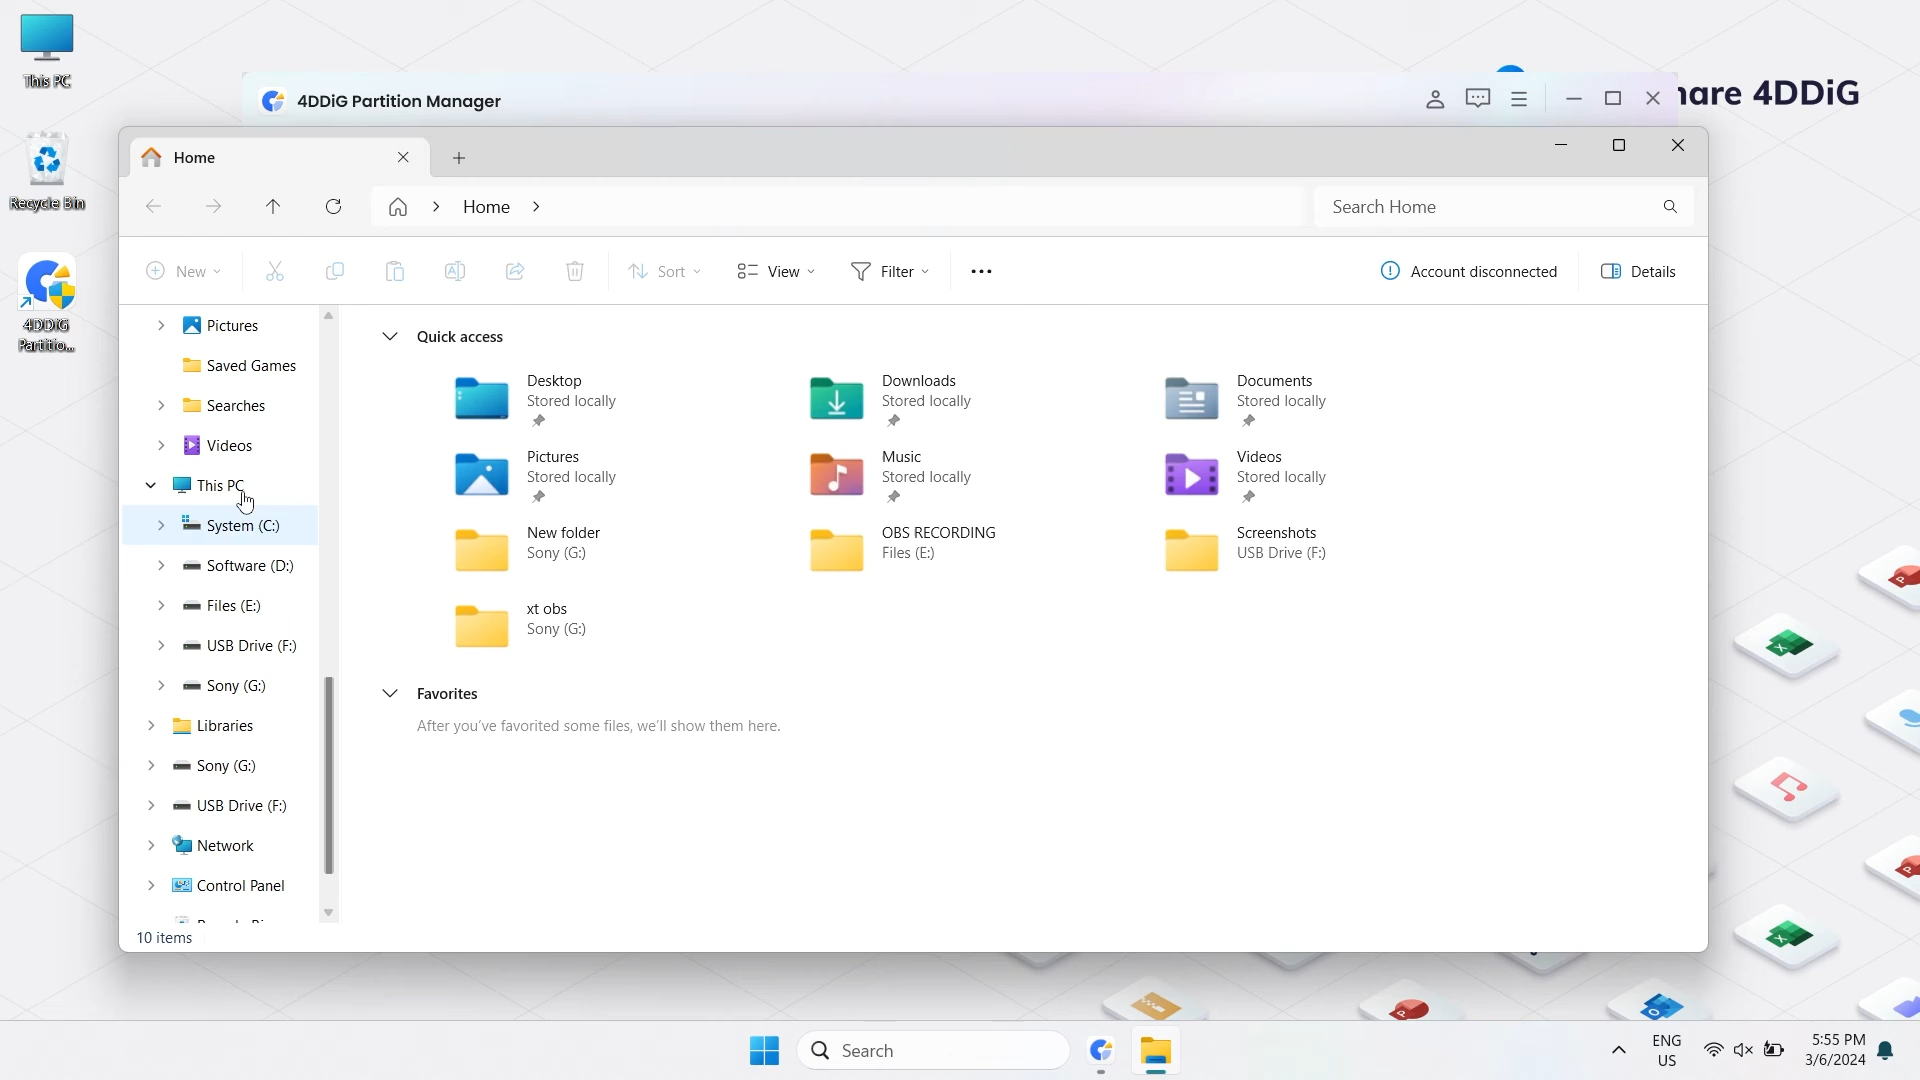 This PC
Recycle Bin
4DDiG
Partitio...
4DDiG Partition Manager
4DDiG
Home
Home
Search Home
New
Sort
View
Filter
Account disconnected
Details
Pictures
Saved Games
Searches
Videos
This PC
System (C:)
Software (D:)
Files (E:)
USB Drive (F:)
Sony (G:)
Libraries
Sony (G:)
USB Drive (F:)
Network
Control Panel
10 items
Quick access
Desktop
Stored locally
Downloads
Stored locally
Documents
Stored locally
Pictures
Stored locally
Music
Stored locally
Videos
Stored locally
New folder
Sony (G:)
OBS RECORDING
Files (E:)
Screenshots
USB Drive (F:)
xt obs
Sony (G:)
Favorites
After you've favorited some files, we'll show them here.
Search
ENG
US
5:55 PM
3/6/2024